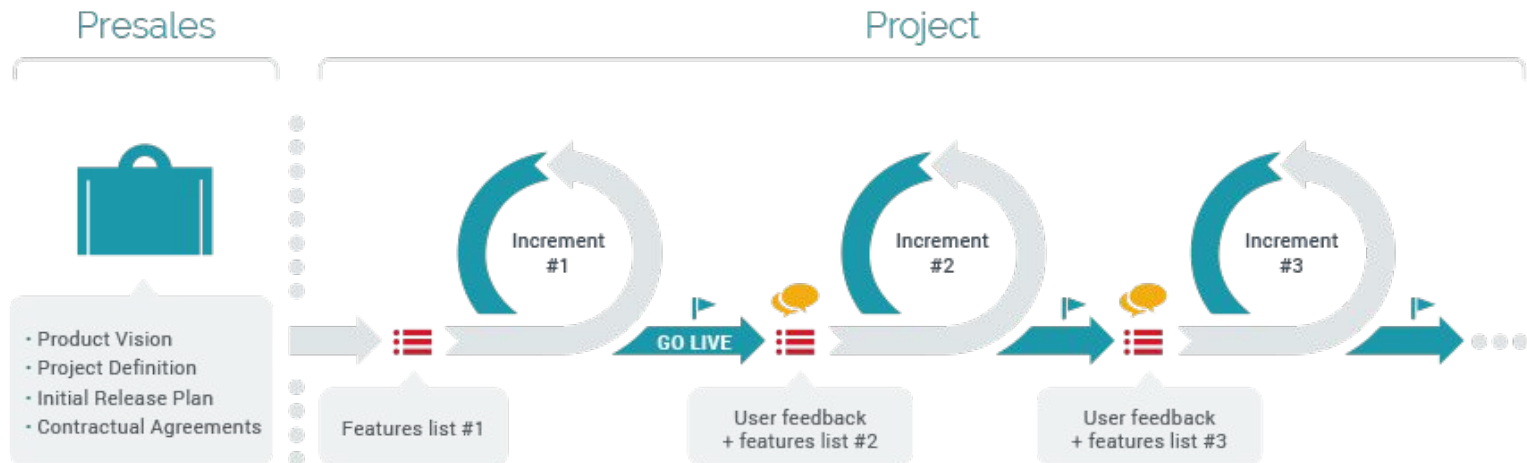 Presales
Project
Increment
#1
Increment
#2
Increment
#3
• Product Vision
• Project Definition
• Initial Release Plan
• Contractual Agreements
GO LIVE
Features list #1
User feedback
+ features list #2
User feedback
+ features list #3